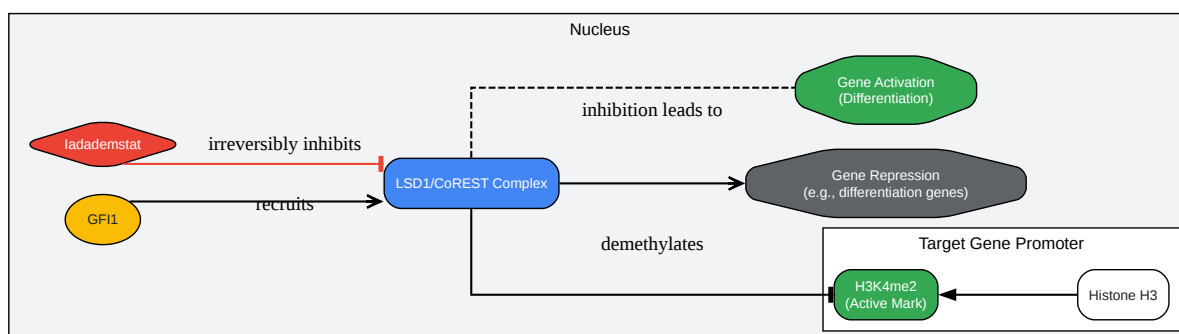 Nucleus
Gene Activation
(Differentiation)
inhibition leads to
Iadademstat
irreversibly inhibits
LSD1/CoREST Complex
Gene Repression
(e.g., differentiation genes)
GFI1
recruits
demethylates
Target Gene Promoter
H3K4me2
(Active Mark)
Histone H3